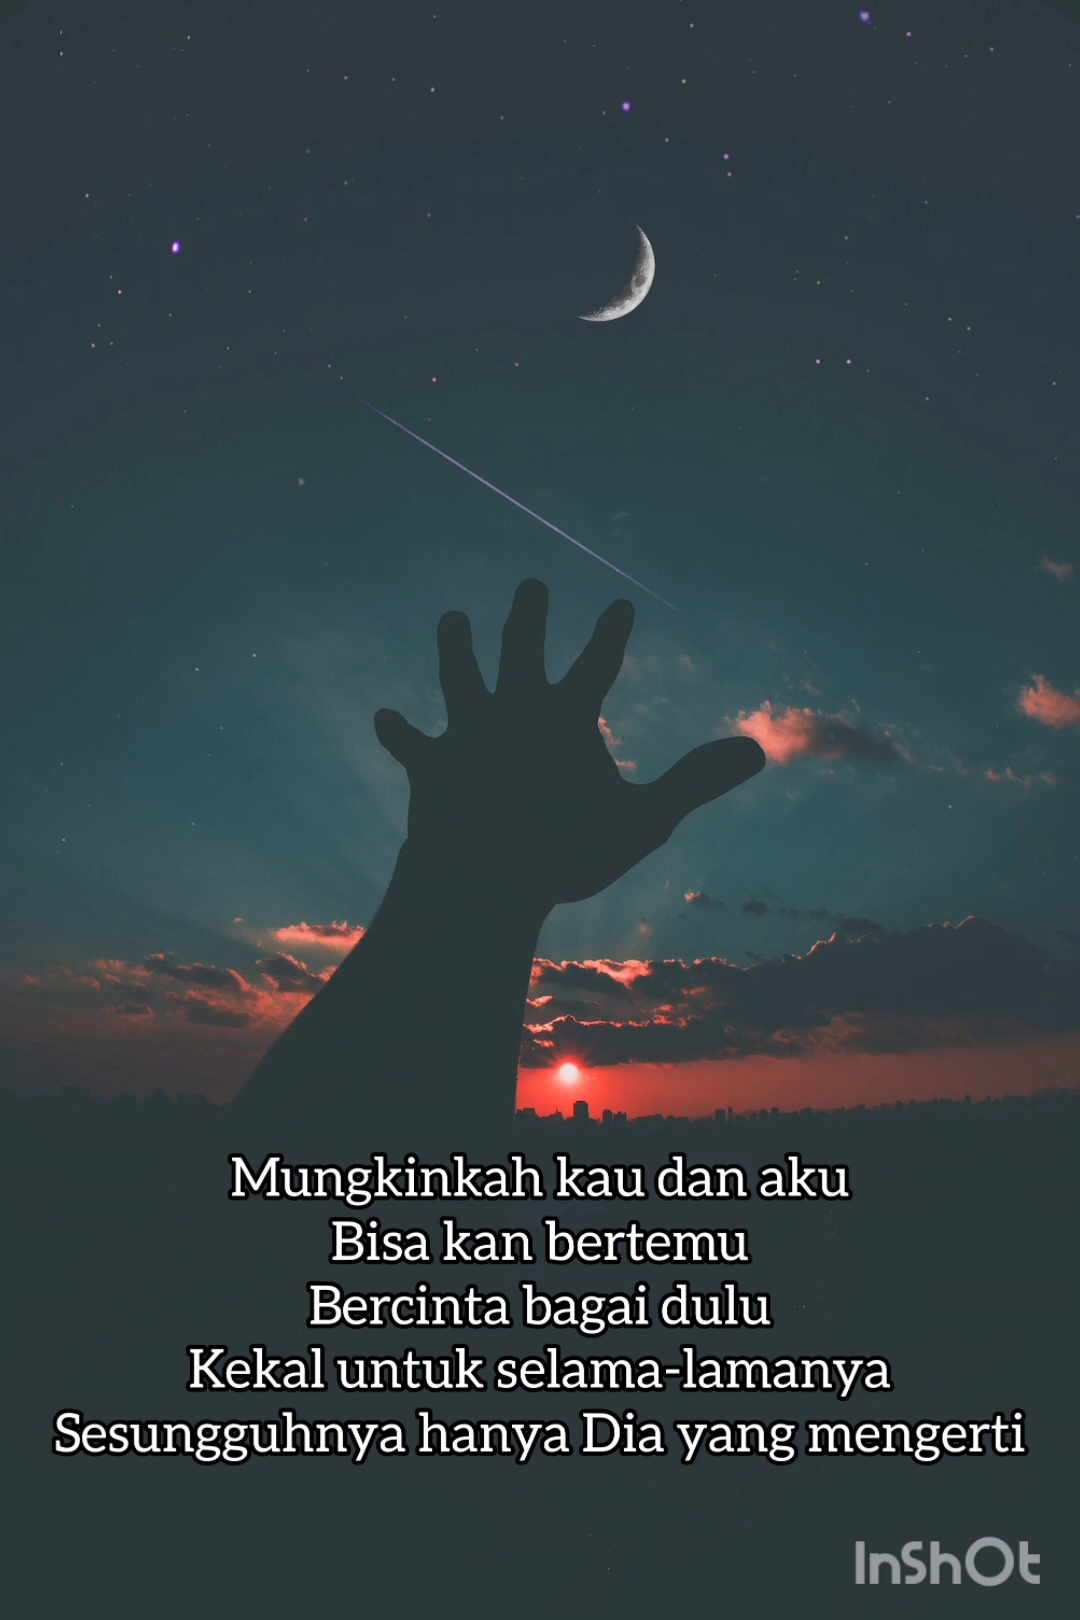 Mungkinkah kau dan aku
Bisa kan bertemu
Bercinta bagai dulu
Kekal untuk selama-lamanya
Sesungguhnya hanya Dia yang mengerti
InShOt